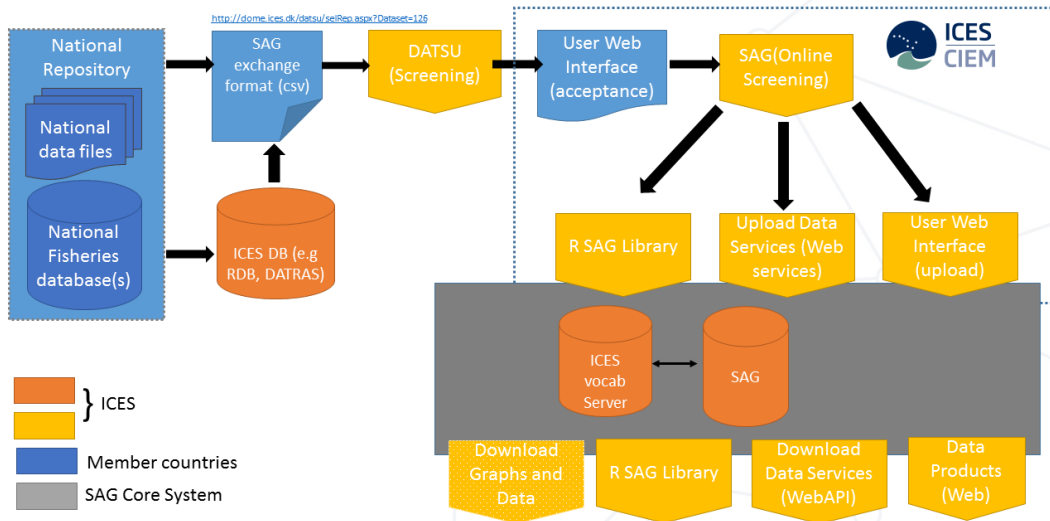 http://dome.ices.dk/datsu/selRep.aspx?Dataset=126
National
Repository
National
data files
National
Fisheries
database(s)
SAG
exchange
format (csv)
ICES DB (e.g
RDB, DATRAS)
DATSU
(Screening)
User Web
Interface
(acceptance)
SAG(Online
Screening)
ICES
CIEM
R SAG Library
Upload Data
Services (Web
services)
User Web
Interface
(upload)
ICES
vocab
Server
SAG
Download
Graphs and
Data
R SAG Library
Download
Data Services
(WebAPI)
Data
Products
(Web)
} ICES
Member countries
SAG Core System